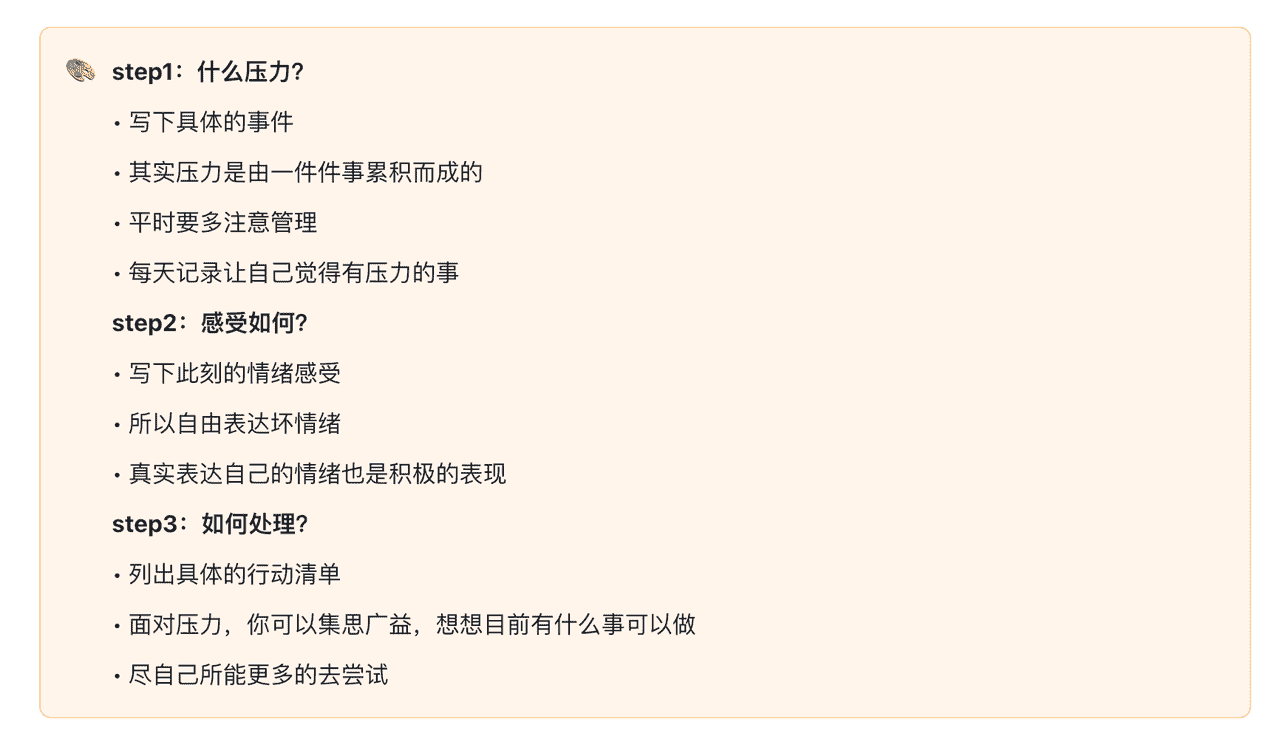 step1：什么压力？
• 写下具体的事件
• 其实压力是由一件件事累积而成的
• 平时要多注意管理
• 每天记录让自己觉得有压力的事
step2：感受如何？
• 写下此刻的情绪感受
• 所以自由表达坏情绪
• 真实表达自己的情绪也是积极的表现
step3：如何处理？
• 列出具体的行动清单
• 面对压力，你可以集思广益，想想目前有什么事可以做
• 尽自己所能更多的去尝试